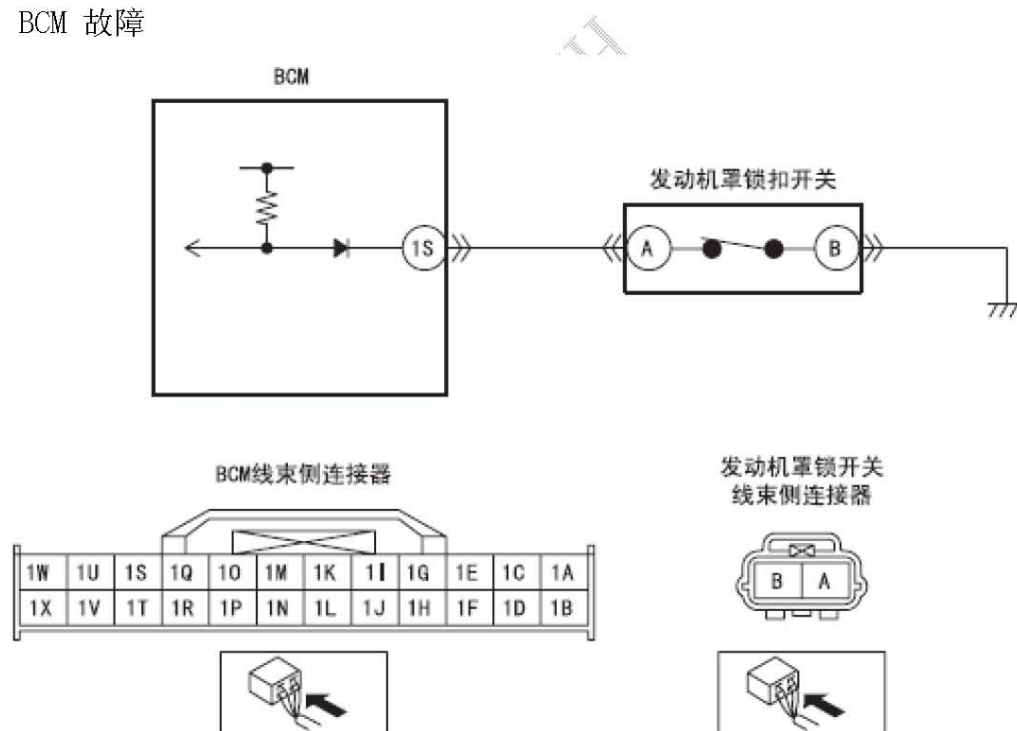 BCM 故障
BCM
发动机罩锁扣开关
1S
A
B
BCM线束侧连接器
发动机罩锁开关
线束侧连接器
1W 1U 1S 1Q 1O 1M 1K 1I 1G 1E 1C 1A
1X 1V 1T 1R 1P 1N 1L 1J 1H 1F 1D 1B
B A